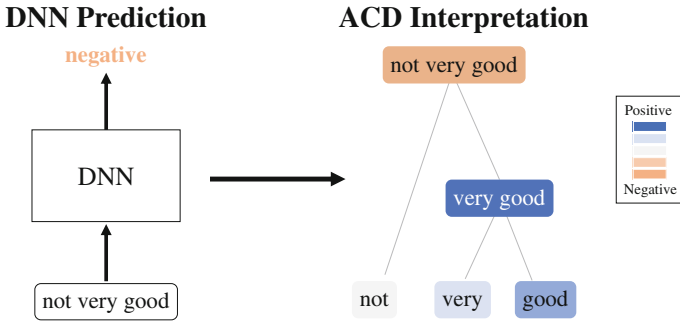 DNN Prediction
negative
DNN
not very good
ACD Interpretation
not very good
very good
not
very
good
Positive
Negative